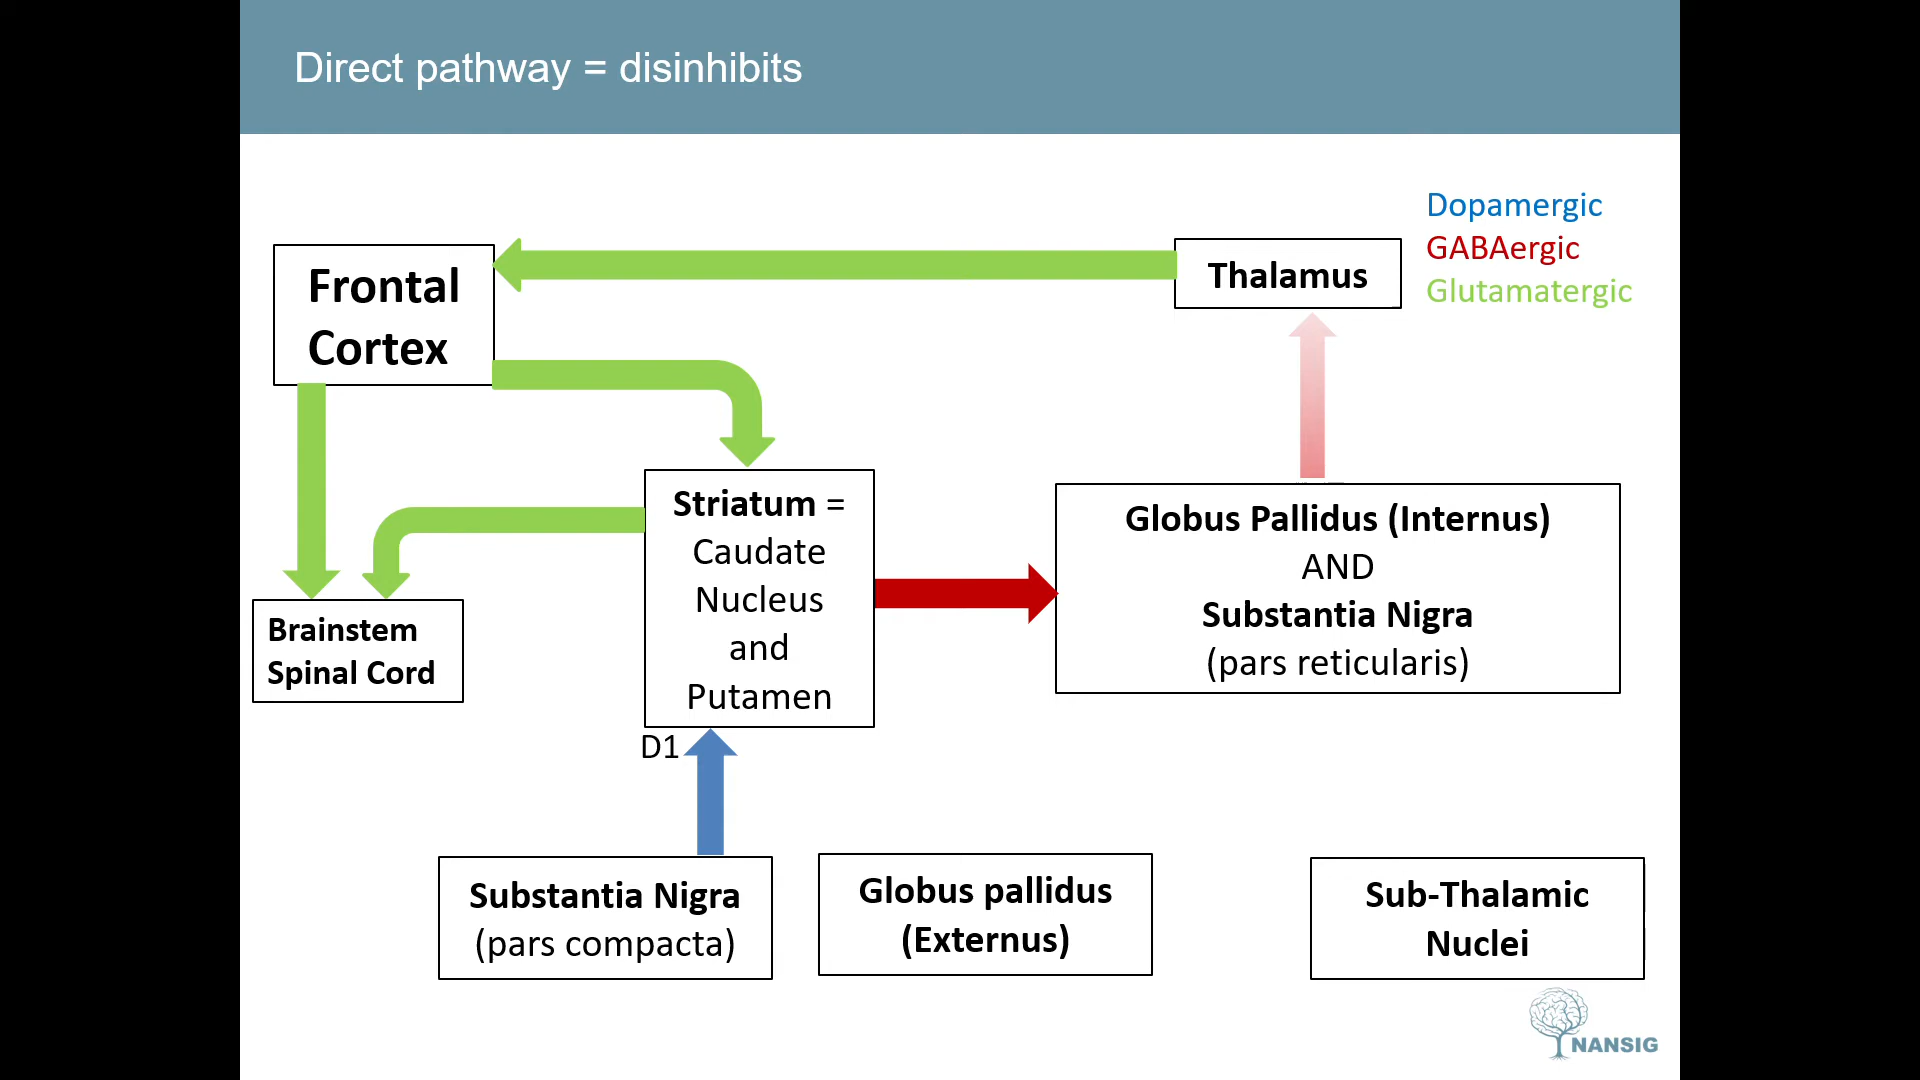 Direct pathway = disinhibits
Dopamergic
GABAergic
Glutamatergic
Frontal
Cortex
Thalamus
Striatum =
Caudate
Nucleus
and
Putamen
Globus Pallidus (Internus)
AND
Substantia Nigra
(pars reticularis)
Brainstem
Spinal Cord
D1
Substantia Nigra
(pars compacta)
Globus pallidus
(Externus)
Sub-Thalamic
Nuclei
NANSIG